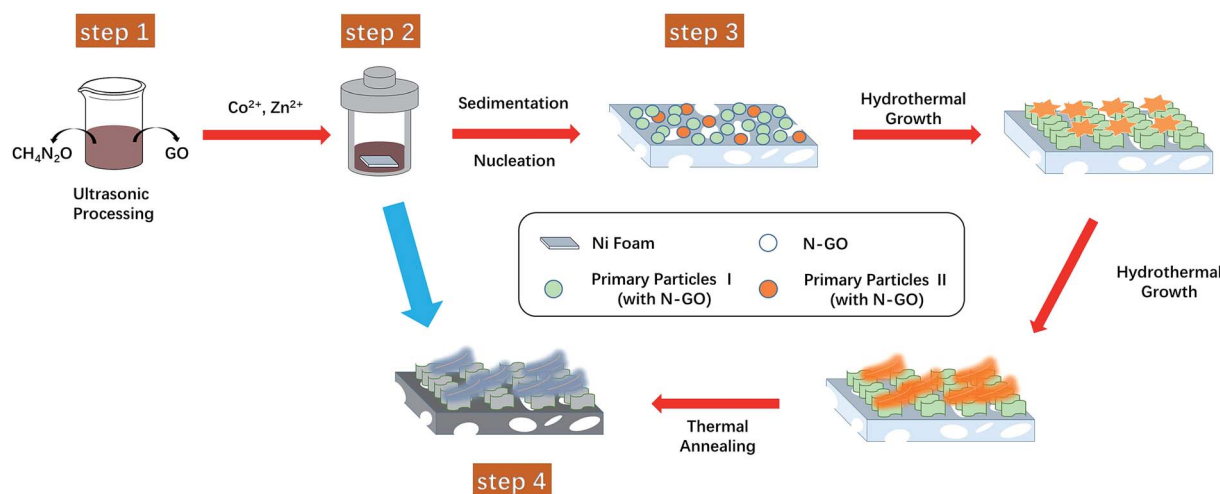 step 1
step 2
step 3
Co²⁺, Zn²⁺
Sedimentation
Nucleation
Hydrothermal
Growth
CH₄N₂O
GO
Ultrasonic
Processing
Ni Foam
N-GO
Primary Particles Ⅰ
(with N-GO)
Primary Particles Ⅱ
(with N-GO)
Hydrothermal
Growth
Thermal
Annealing
step 4